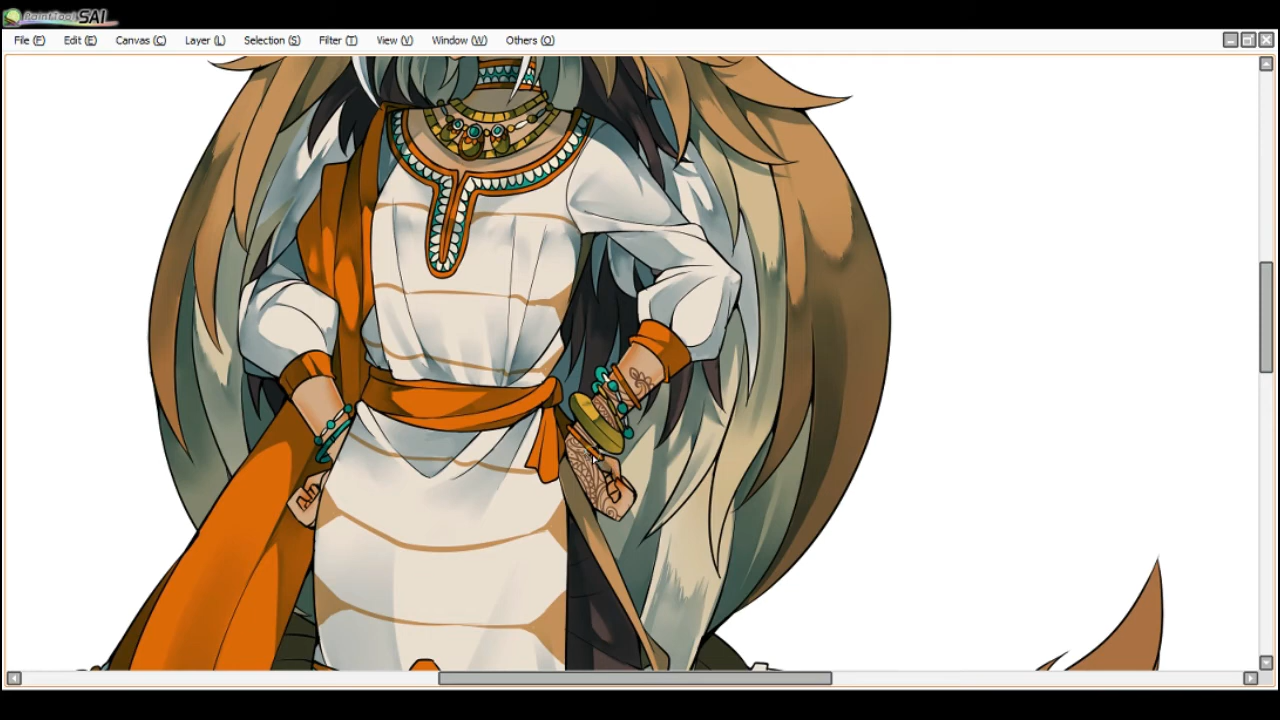 PaintTool SAI
File (F) Edit (E) Canvas (C) Layer (L) Selection (S) Filter (T) View (V) Window (W) Others (O)